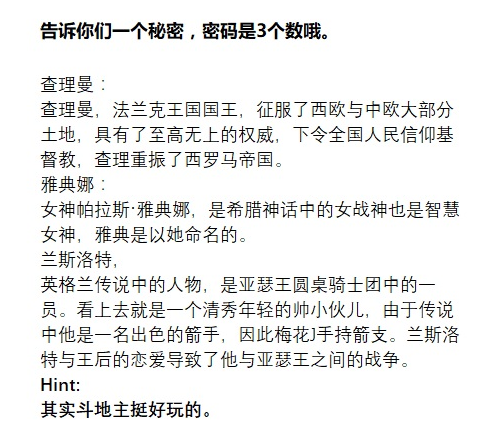 告诉你们一个秘密，密码是3个数哦。
查理曼：
查理曼，法兰克王国国王，征服了西欧与中欧大部分
土地，具有了至高无上的权威，下令全国人民信仰基
督教，查理重振了西罗马帝国。
雅典娜：
女神帕拉斯·雅典娜，是希腊神话中的女战神也是智慧
女神，雅典是以她命名的。
兰斯洛特，
英格兰传说中的人物，是亚瑟王圆桌骑士团中的一
员。看上去就是一个清秀年轻的帅小伙儿，由于传说
中他是一名出色的箭手，因此梅花J手持箭支。兰斯洛
特与王后的恋爱导致了他与亚瑟王之间的战争。
Hint:
其实斗地主挺好玩的。